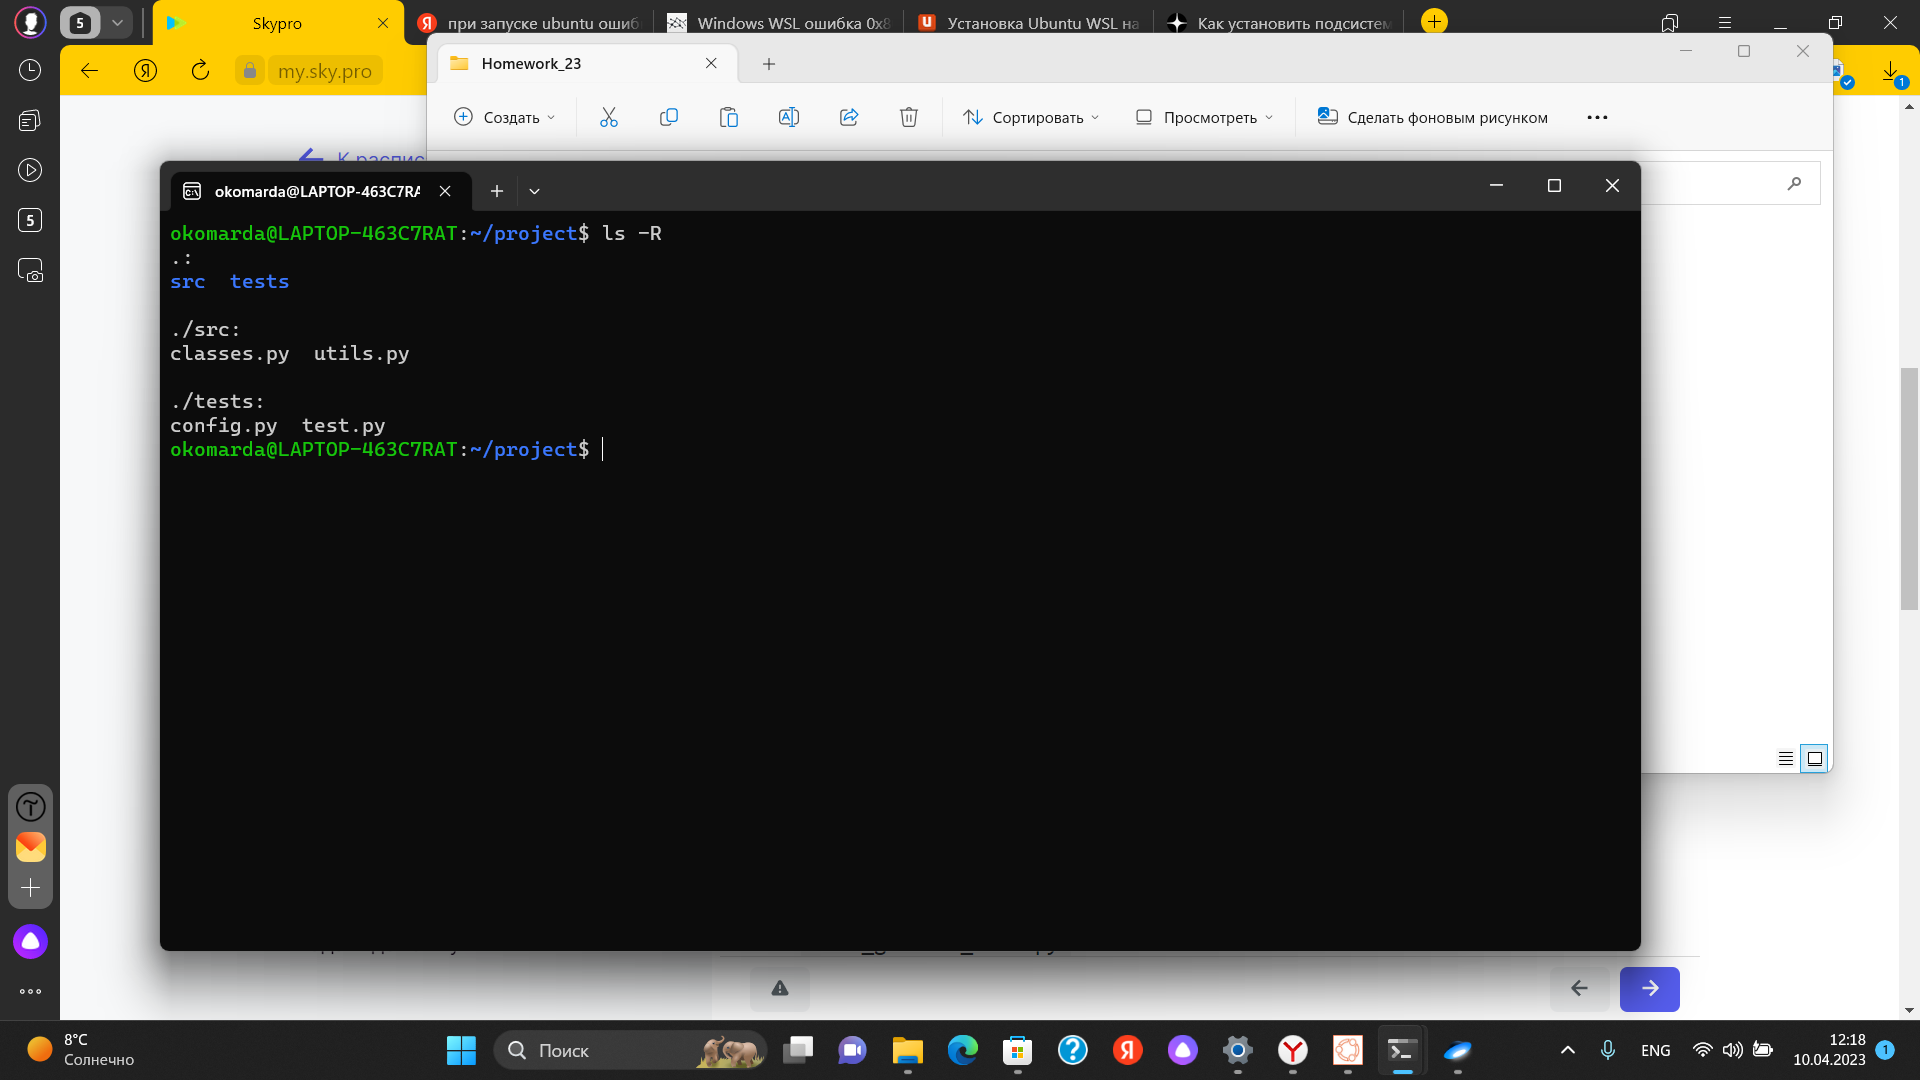 5
Skypro
при запуске ubuntu ошиб
Windows WSL ошибка 0x8
Установка Ubuntu WSL на
Как установить подсистем
my.sky.pro
Homework_23
1
Создать
Сортировать
Просмотреть
Сделать фоновым рисунком
К распис
okomarda@LAPTOP-463C7RA
5
okomarda@LAPTOP-463C7RAT:~/project$ ls -R
.:
src  tests
./src:
classes.py  utils.py
./tests:
config.py  test.py
okomarda@LAPTOP-463C7RAT:~/project$
8°C
Солнечно
Поиск
ENG
12:18
10.04.2023
1